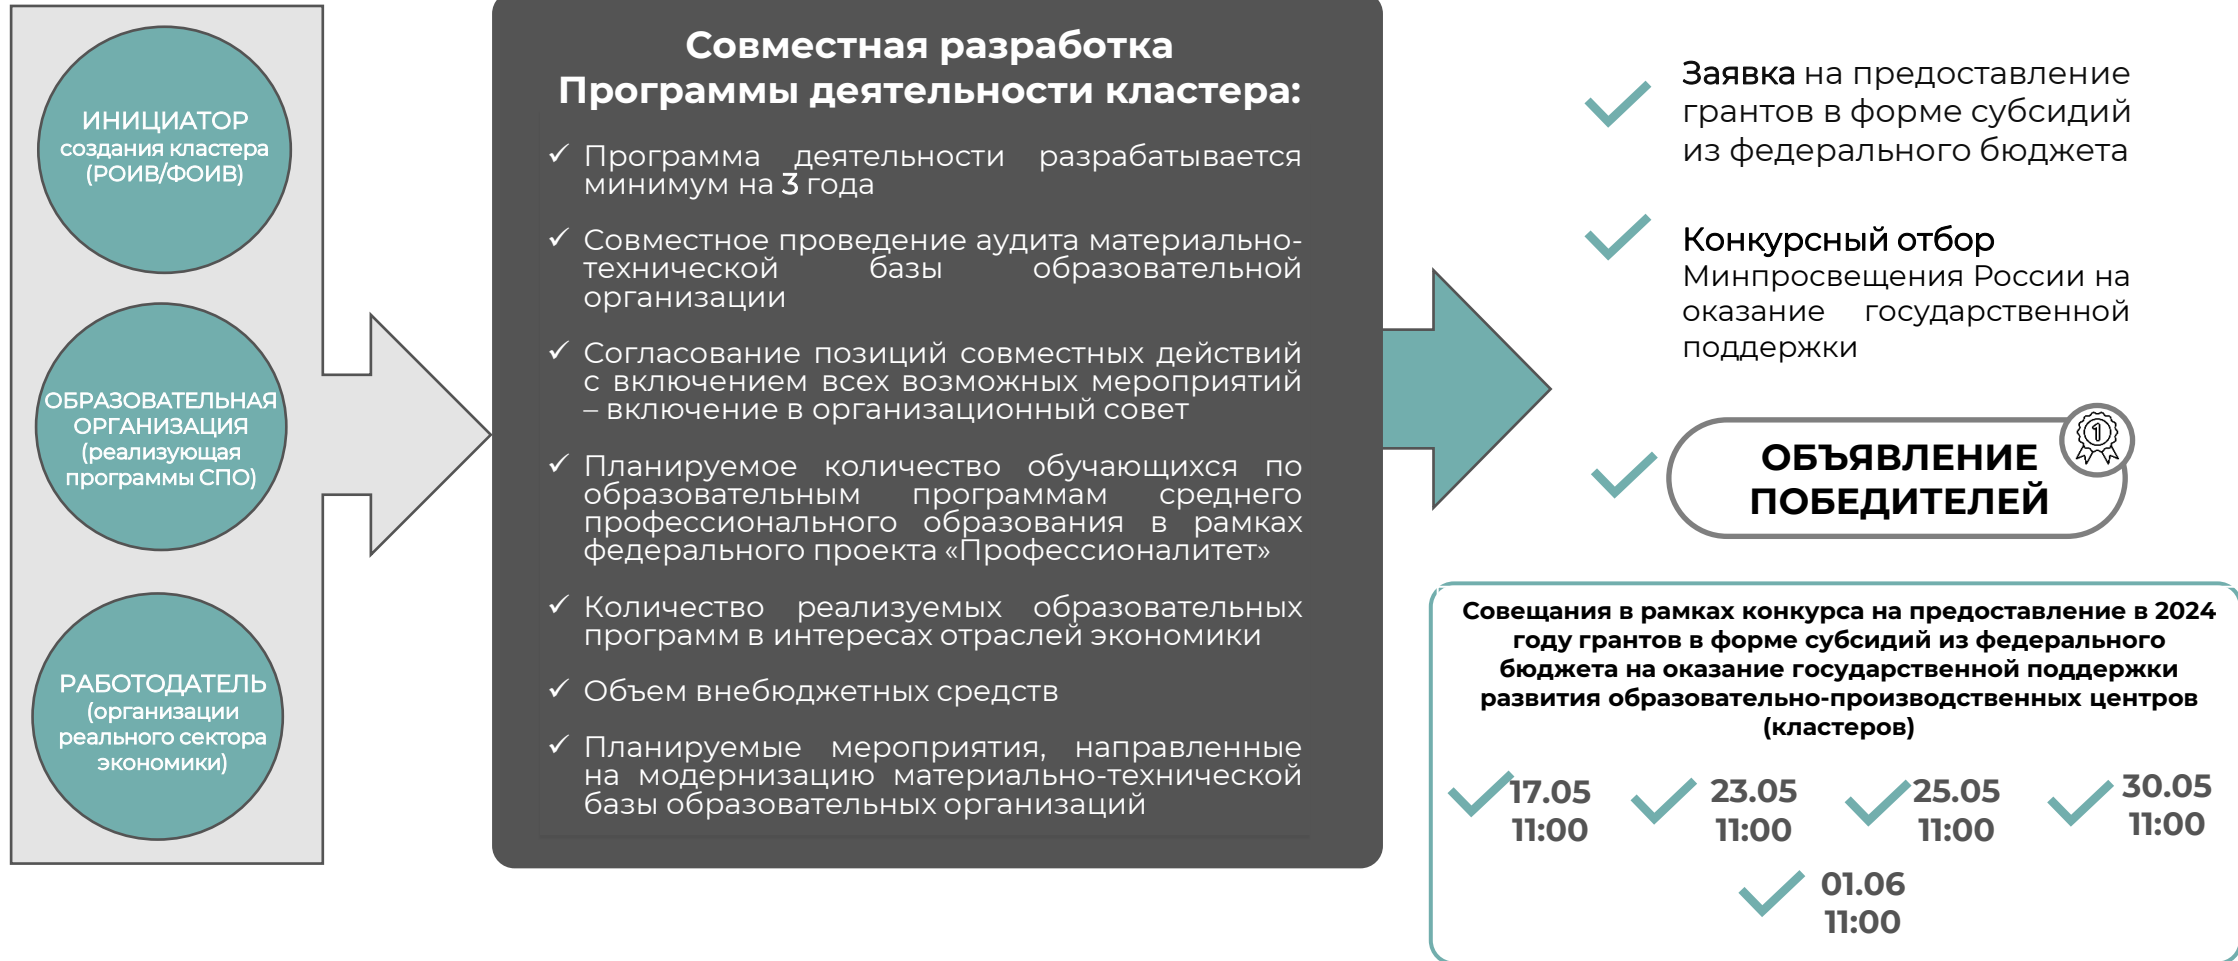 ИНИЦИАТОР
создания кластера
(РОИВ/ФОИВ)
ОБРАЗОВАТЕЛЬНАЯ
ОРГАНИЗАЦИЯ
(реализующая
программы СПО)
РАБОТОДАТЕЛЬ
(организации
реального сектора
экономики)
Совместная разработка
Программы деятельности кластера:
✓ Программа деятельности разрабатывается
минимум на 3 года
✓ Совместное проведение аудита материально-
технической базы образовательной
организации
✓ Согласование позиций совместных действий
с включением всех возможных мероприятий
– включение в организационный совет
✓ Планируемое количество обучающихся по
образовательным программам среднего
профессионального образования в рамках
федерального проекта «Профессионалитет»
✓ Количество реализуемых образовательных
программ в интересах отраслей экономики
✓ Объем внебюджетных средств
✓ Планируемые мероприятия, направленные
на модернизацию материально-технической
базы образовательных организаций
Заявка на предоставление
грантов в форме субсидий
из федерального бюджета
Конкурсный отбор
Минпросвещения России на
оказание государственной
поддержки
1
ОБЪЯВЛЕНИЕ
ПОБЕДИТЕЛЕЙ
Совещания в рамках конкурса на предоставление в 2024
году грантов в форме субсидий из федерального
бюджета на оказание государственной поддержки
развития образовательно-производственных центров
(кластеров)
17.05
11:00
23.05
11:00
25.05
11:00
30.05
11:00
01.06
11:00